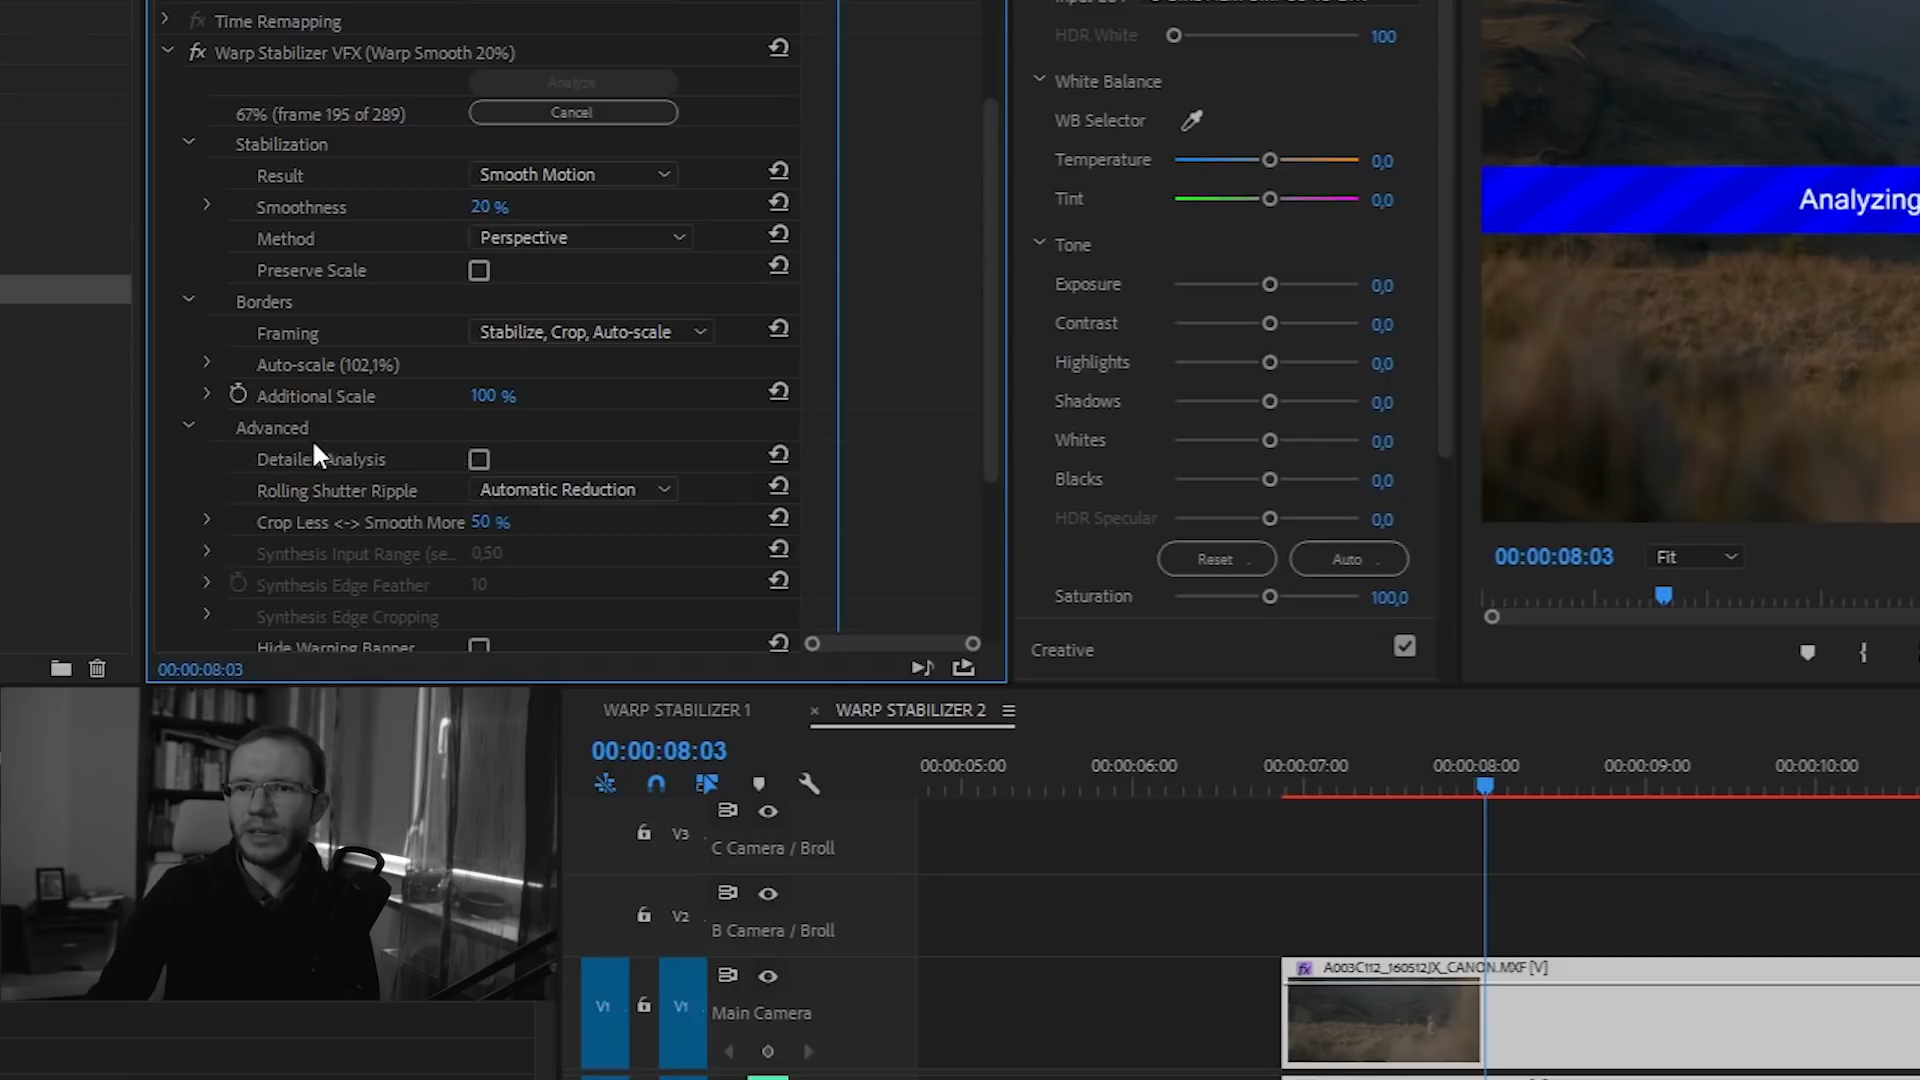 Time Remapping
Warp Stabilizer VFX (Warp Smooth 20%)
Analyze
67% (frame 195 of 289)
Cancel
Stabilization
Result Smooth Motion
Smoothness 20 %
Method Perspective
Preserve Scale
Borders
Framing Stabilize, Crop, Auto-scale
Auto-scale (102,1%)
Additional Scale 100 %
Advanced
Analysis
Rolling Shutter Ripple Automatic Reduction
Crop Less <-> Smooth More 50 %
Synthesis Input Range (se... 0,50
Synthesis Edge Feather 10
Synthesis Edge Cropping
Hide Warning Banner
00:00:08:03
HDR White 100
White Balance
WB Selector
Temperature 0,0
Tint 0,0
Tone
Exposure 0,0
Contrast 0,0
Highlights 0,0
Shadows 0,0
Whites 0,0
Blacks 0,0
HDR Specular 0,0
Reset Auto
Saturation 100,0
Creative
Analyzing
00:00:08:03 Fit
WARP STABILIZER 1 × WARP STABILIZER 2
00:00:08:03
00:00:05:00 00:00:06:00 00:00:07:00 00:00:08:00 00:00:09:00 00:00:10:00
V3
C Camera / Broll
V2
B Camera / Broll
V1 V1
Main Camera
fx A003C112_160512JX_CANON.MXF [V]